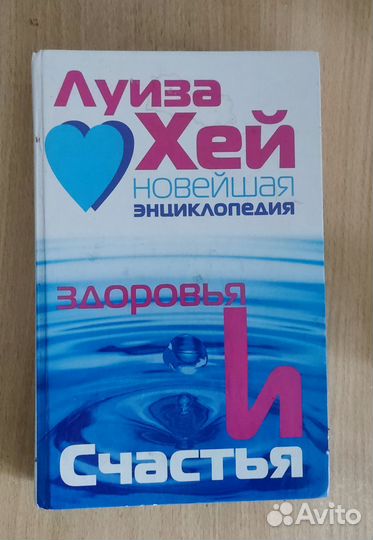 Луиза
Хей
новейшая
энциклопедия
здоровья
и
Счастья
Avito